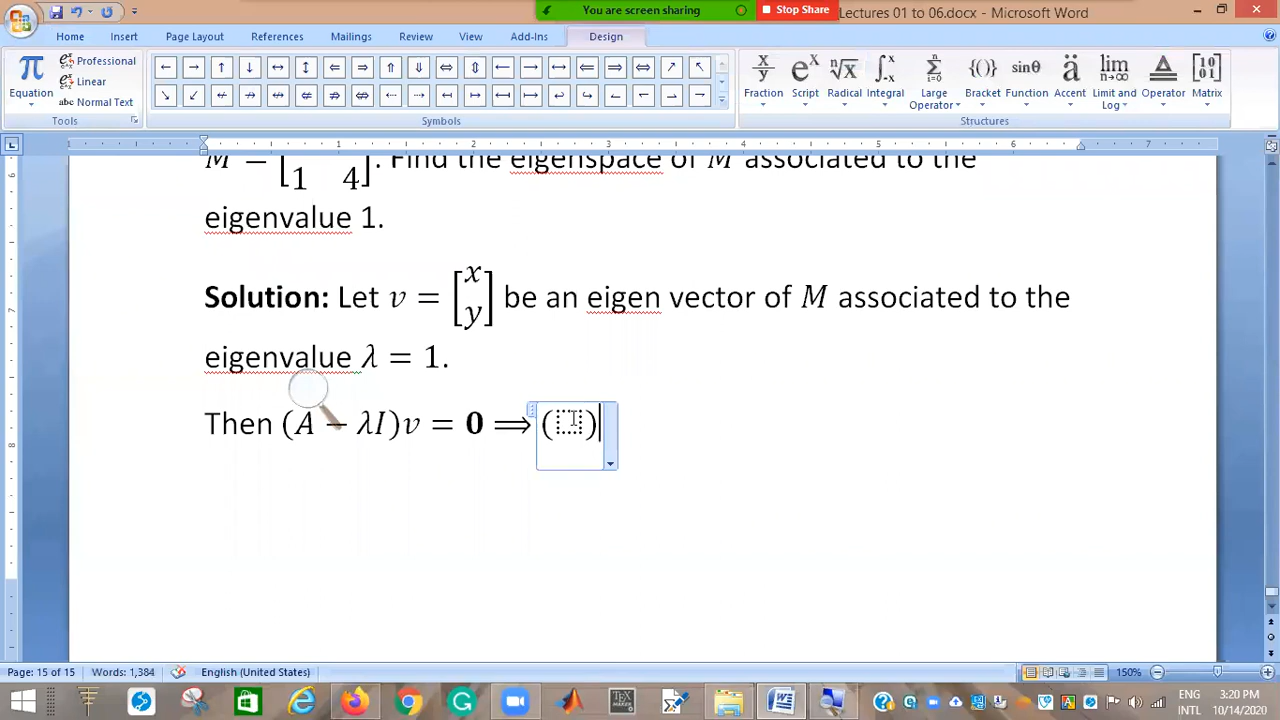 You are screen sharing Stop Share Lectures 01 to 06.docx - Microsoft Word
Home Insert Page Layout References Mailings Review View Add-Ins Design
π Equation
Professional
Linear
abc Normal Text
Fraction Script Radical Integral Large Operator Bracket Function Accent Limit and Log Operator Matrix
Tools Symbols Structures
M = [ 1 4 ]. Find the eigenspace of M associated to the
eigenvalue 1.
Solution: Let v = [x y] be an eigen vector of M associated to the
eigenvalue λ = 1.
Then (A − λI)v = 0 ⟹ ( )
Page: 15 of 15 Words: 1,384 English (United States) 150%
ENG 3:20 PM
INTL 10/14/2020